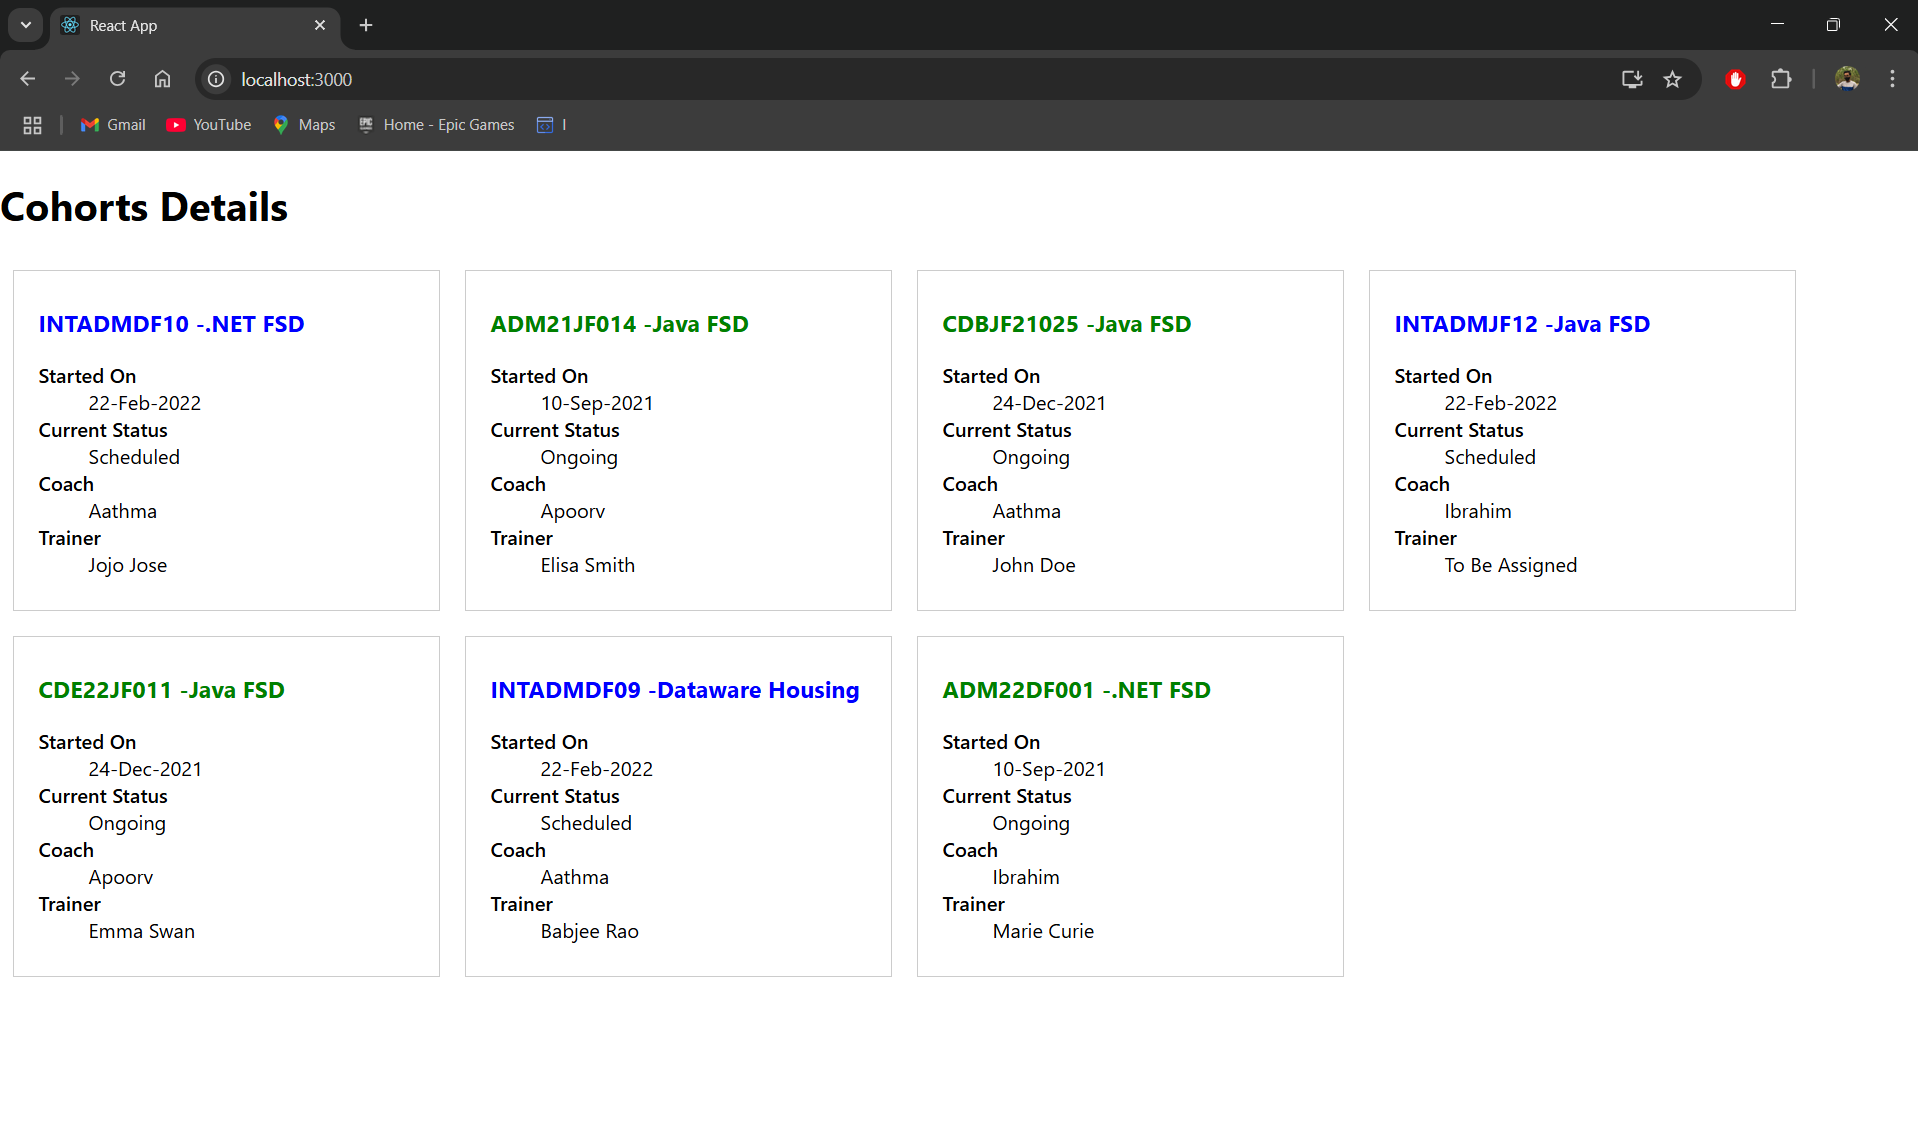 React App
localhost:3000
Gmail YouTube Maps EPIC GAMES Home - Epic Games I
Cohorts Details
INTADMDF10 -.NET FSD
Started On
22-Feb-2022
Current Status
Scheduled
Coach
Aathma
Trainer
Jojo Jose
ADM21JF014 -Java FSD
Started On
10-Sep-2021
Current Status
Ongoing
Coach
Apoorv
Trainer
Elisa Smith
CDBJF21025 -Java FSD
Started On
24-Dec-2021
Current Status
Ongoing
Coach
Aathma
Trainer
John Doe
INTADMJF12 -Java FSD
Started On
22-Feb-2022
Current Status
Scheduled
Coach
Ibrahim
Trainer
To Be Assigned
CDE22JF011 -Java FSD
Started On
24-Dec-2021
Current Status
Ongoing
Coach
Apoorv
Trainer
Emma Swan
INTADMDF09 -Dataware Housing
Started On
22-Feb-2022
Current Status
Scheduled
Coach
Aathma
Trainer
Babjee Rao
ADM22DF001 -.NET FSD
Started On
10-Sep-2021
Current Status
Ongoing
Coach
Ibrahim
Trainer
Marie Curie